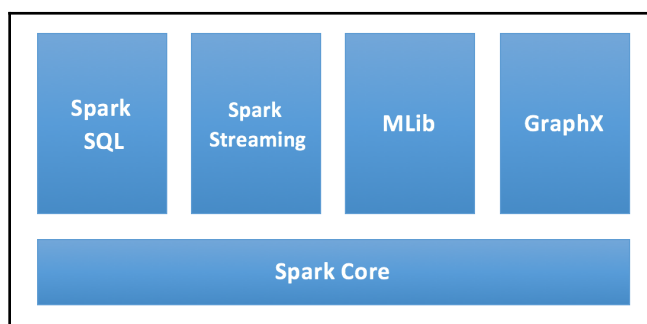 Spark
SQL
Spark
Streaming
MLib
GraphX
Spark Core